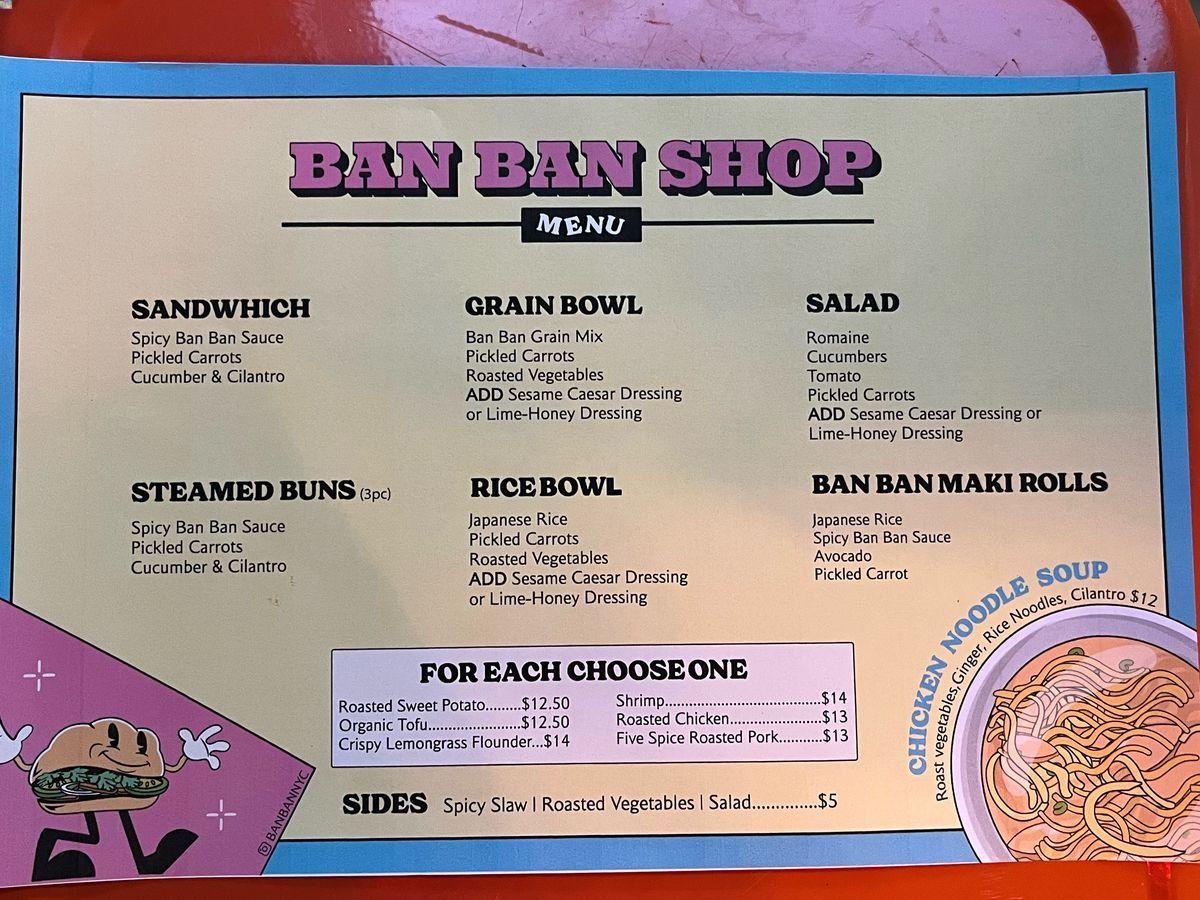 BAN BAN SHOP
MENU
SANDWHICH
Spicy Ban Ban Sauce
Pickled Carrots
Cucumber & Cilantro
GRAIN BOWL
Ban Ban Grain Mix
Pickled Carrots
Roasted Vegetables
ADD Sesame Caesar Dressing
or Lime-Honey Dressing
SALAD
Romaine
Cucumbers
Tomato
Pickled Carrots
ADD Sesame Caesar Dressing or
Lime-Honey Dressing
STEAMED BUNS (3pc)
Spicy Ban Ban Sauce
Pickled Carrots
Cucumber & Cilantro
RICE BOWL
Japanese Rice
Pickled Carrots
Roasted Vegetables
ADD Sesame Caesar Dressing
or Lime-Honey Dressing
BAN BAN MAKI ROLLS
Japanese Rice
Spicy Ban Ban Sauce
Avocado
Pickled Carrot
CHICKEN NOODLE SOUP
Roast vegetables, Ginger, Rice Noodles, Cilantro $12
FOR EACH CHOOSE ONE
Roasted Sweet Potato.........$12.50
Organic Tofu.......................$12.50
Crispy Lemongrass Flounder...$14
Shrimp............................................$14
Roasted Chicken......................$13
Five Spice Roasted Pork..........$13
SIDES Spicy Slaw | Roasted Vegetables | Salad.............$5
BANBANNYC